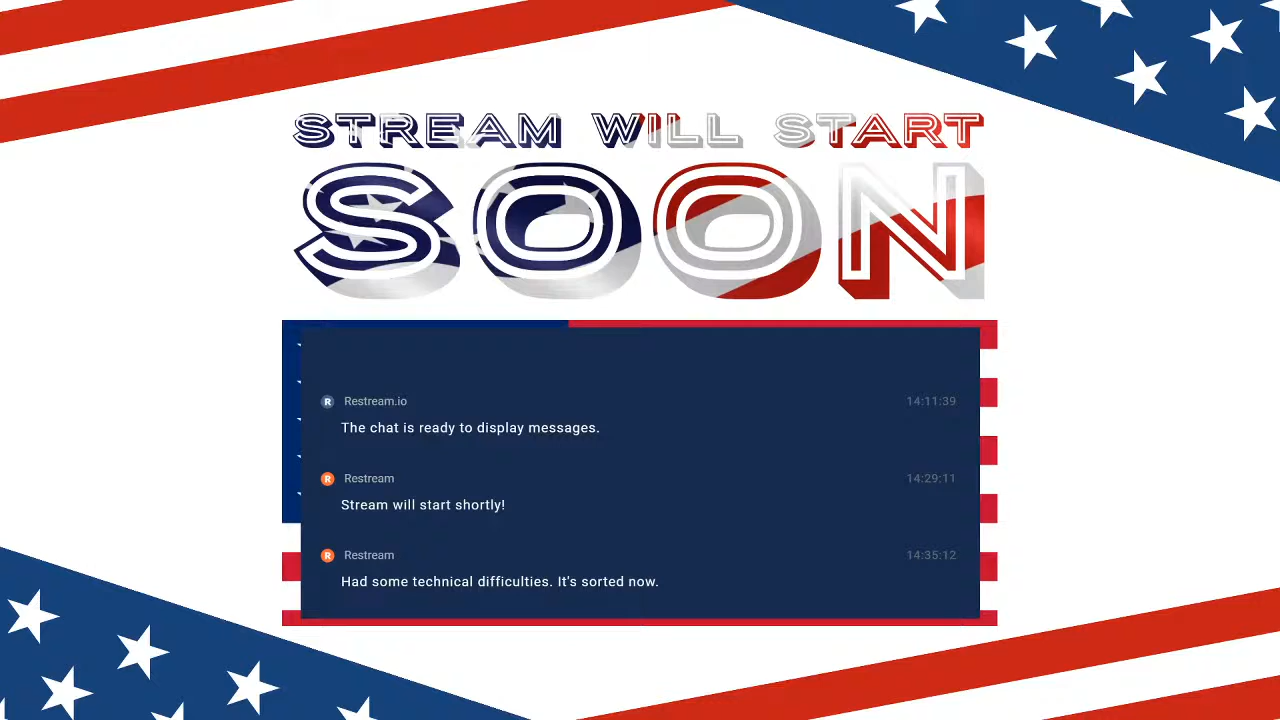 STREAM WILL START
SOON
R Restream.io 14:11:39
The chat is ready to display messages.
R Restream 14:29:11
Stream will start shortly!
R Restream 14:35:12
Had some technical difficulties. It's sorted now.